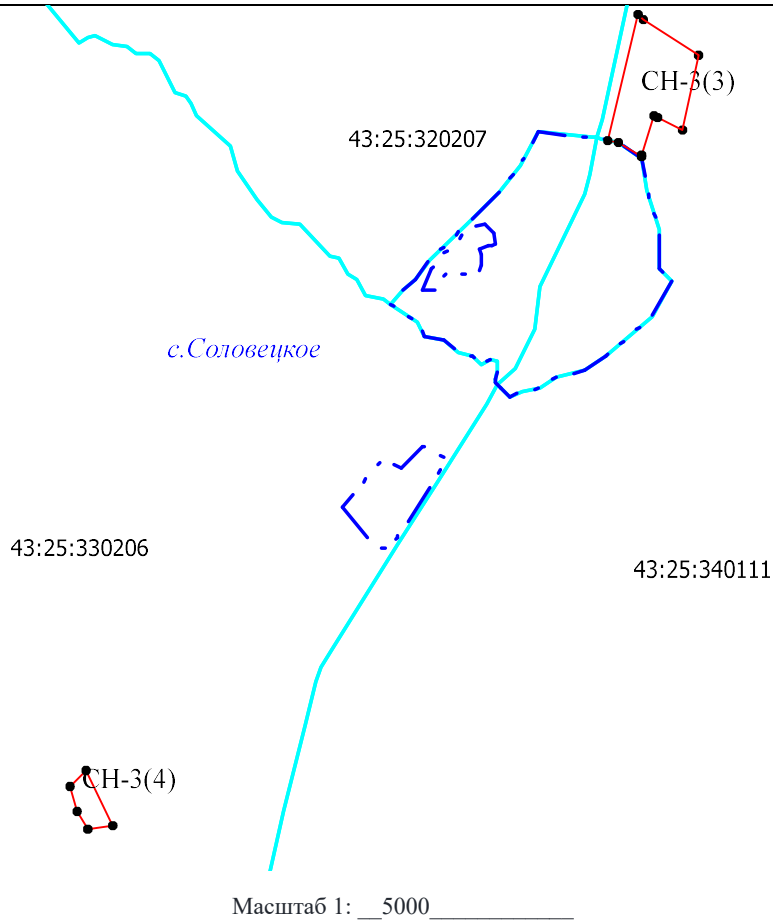 СН-3(3)
43:25:320207
с.Соловецкое
43:25:330206
43:25:340111
СН-3(4)
Масштаб 1: __5000____________